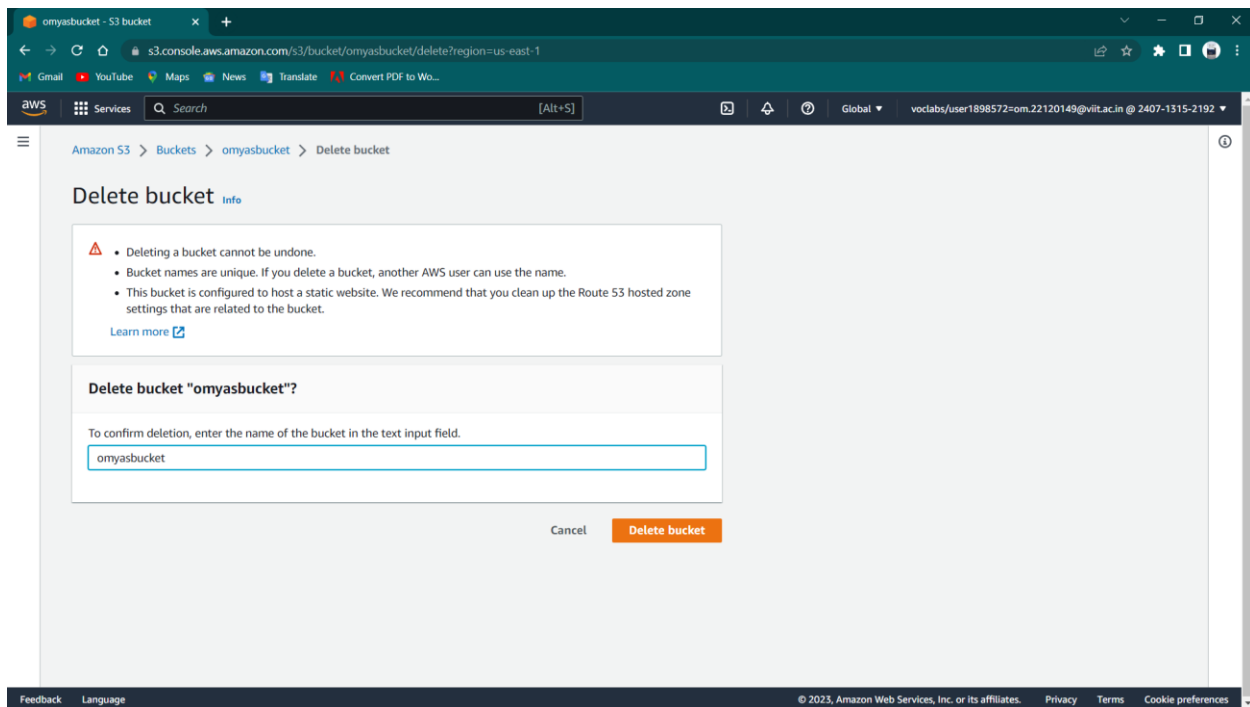 omyasbucket - S3 bucket
s3.console.aws.amazon.com/s3/bucket/omyasbucket/delete?region=us-east-1
Gmail YouTube Maps News Translate Convert PDF to Wo...
aws Services Search [Alt+S] Global voclabs/user1898572=om.22120149@viit.ac.in @ 2407-1315-2192
Amazon S3 > Buckets > omyasbucket > Delete bucket
Delete bucket Info
• Deleting a bucket cannot be undone.
• Bucket names are unique. If you delete a bucket, another AWS user can use the name.
• This bucket is configured to host a static website. We recommend that you clean up the Route 53 hosted zone
settings that are related to the bucket.
Learn more
Delete bucket "omyasbucket"?
To confirm deletion, enter the name of the bucket in the text input field.
omyasbucket
Cancel Delete bucket
Feedback Language © 2023, Amazon Web Services, Inc. or its affiliates. Privacy Terms Cookie preferences